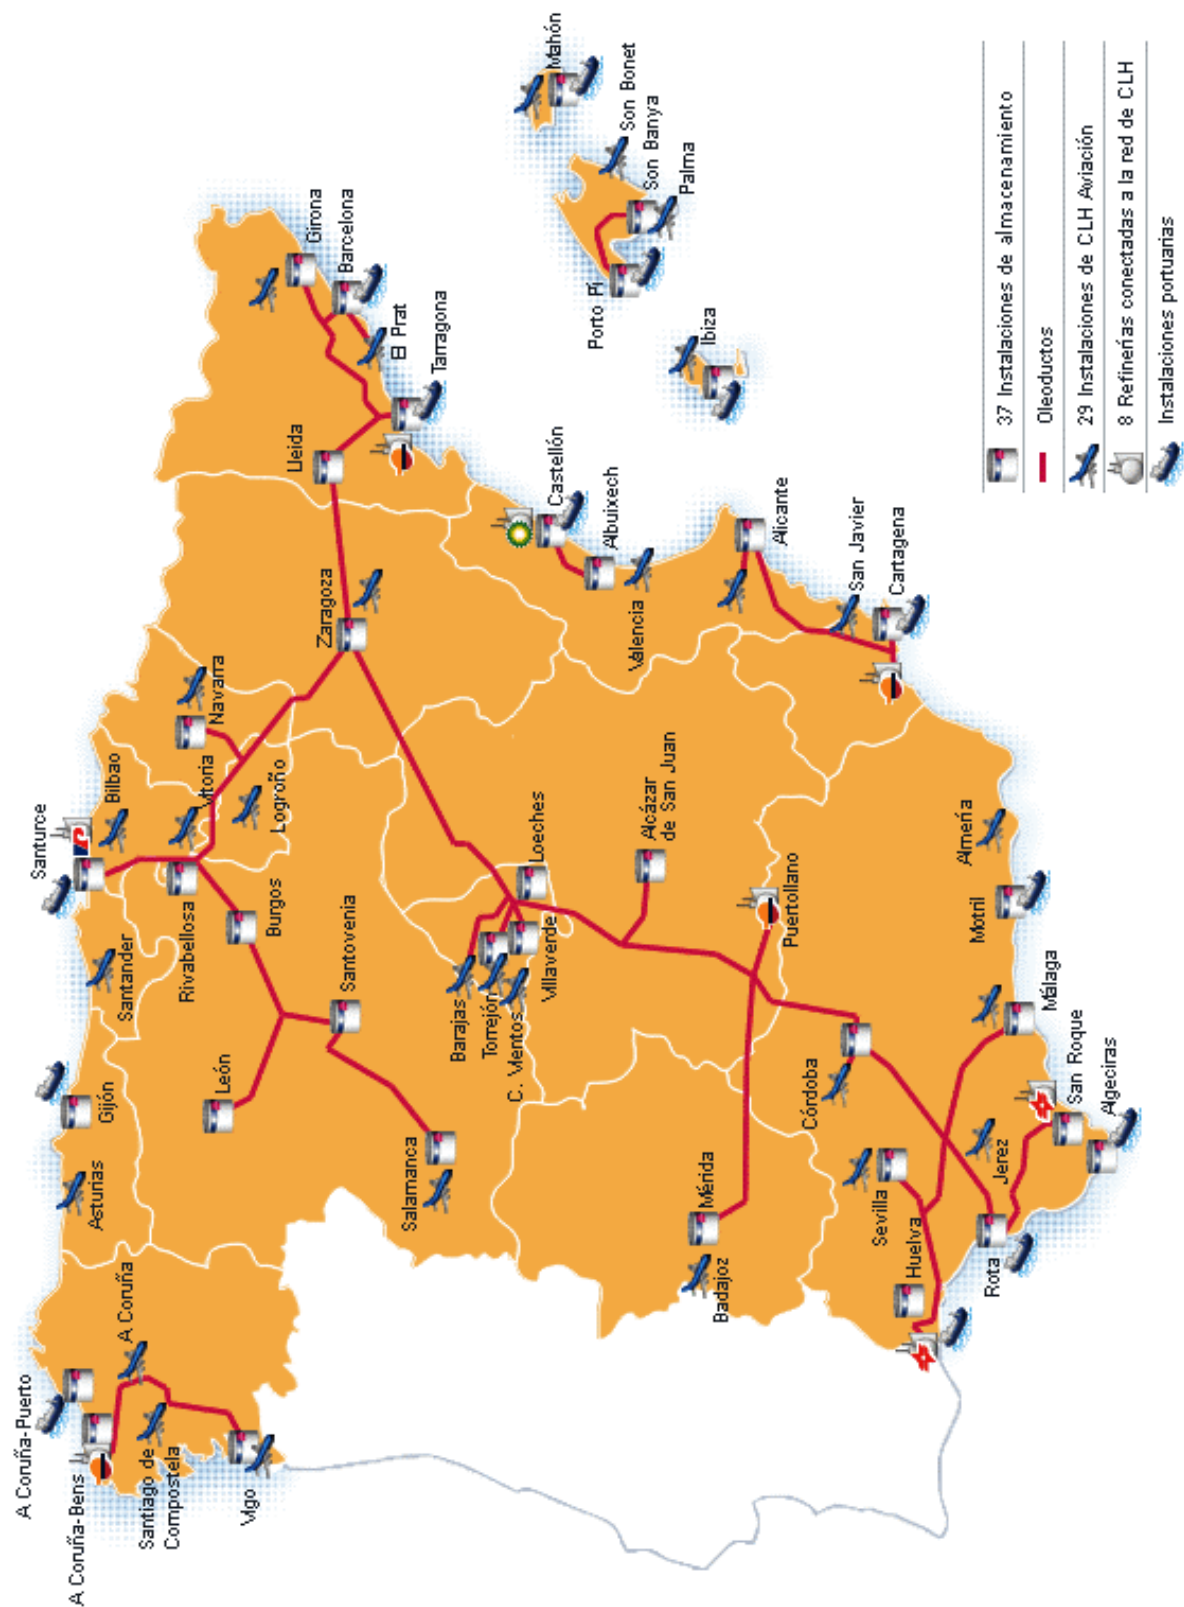 A Coruña-Puerto
A Coruña-Bens
A Coruña
Santiago de
Compostela
Vigo
Asturias
Gijón
Santander
Santurce
Bilbao
Rivabellosa
Vitoria
Navarra
Logroño
Burgos
León
Santovenia
Salamanca
Zaragoza
Lleida
Girona
Barcelona
El Prat
Tarragona
Barajas
Torrejón
C. Vientos
Villaverde
Loeches
Castellón
Albuixech
Valencia
Alcázar
de San Juan
Puertollano
Mérida
Badajoz
Alicante
San Javier
Cartagena
Córdoba
Sevilla
Huelva
Jerez
Rota
San Roque
Algeciras
Málaga
Motril
Almería
Mahón
Son Bonet
Son Banya
Palma
Porto Pí
Ibiza
37 Instalaciones de almacenamiento
Oleoductos
29 Instalaciones de CLH Aviación
8 Refinerías conectadas a la red de CLH
Instalaciones portuarias